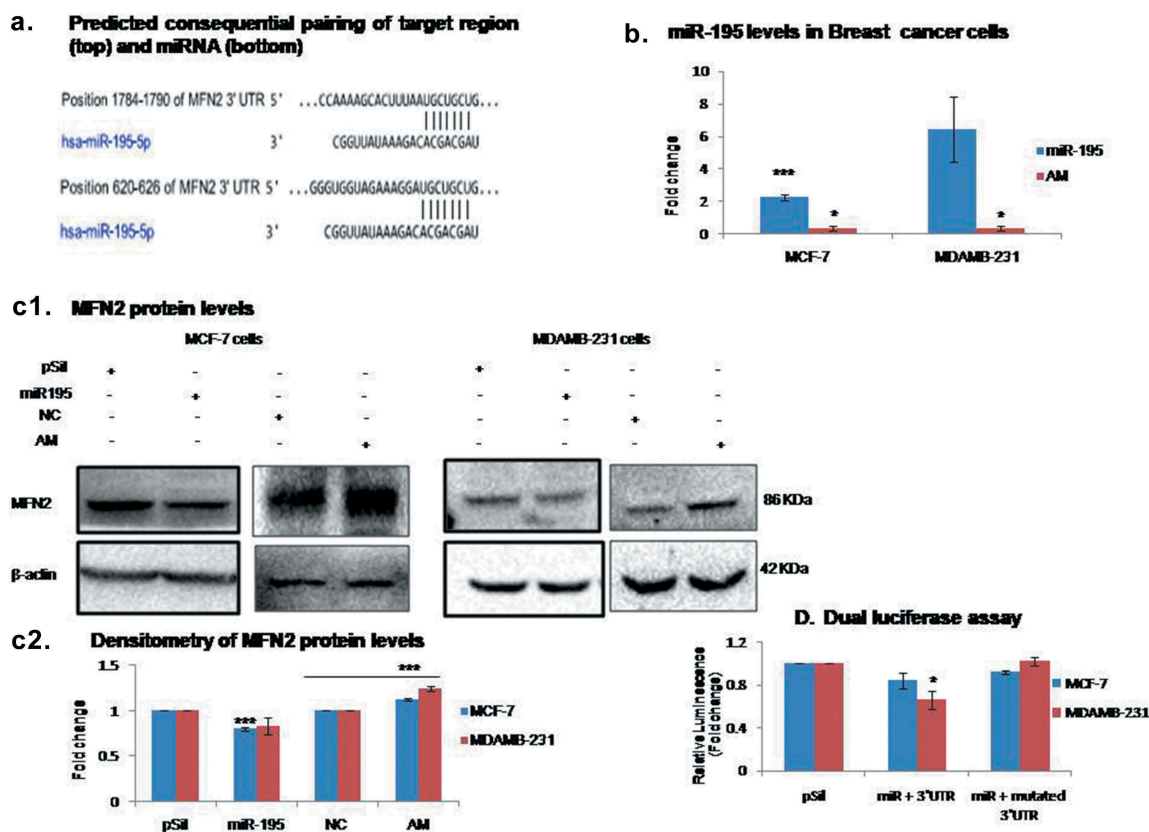 a. Predicted consequential pairing of target region
(top) and miRNA (bottom)
Position 1784-1790 of MFN2 3' UTR 5' ...CCAAAAGCACUUUAAUGCUGCUG...
hsa-miR-195-5p 3' CGGUUAUAAAGACACGACGAU
Position 620-626 of MFN2 3' UTR 5' ...GGGUGGUAGAAAGGAUGCUGCUG...
hsa-miR-195-5p 3' CGGUUAUAAAGACACGACGAU
b. miR-195 levels in Breast cancer cells
Fold change
10
8
6
4
2
0
***
*
*
MCF-7
MDAMB-231
miR-195
AM
c1. MFN2 protein levels
MCF-7 cells MDAMB-231 cells
pSil + - - - + - - -
miR195 - + - - - + - -
NC - - + - - - + -
AM - - - + - - - +
MFN2 86 KDa
β-actin 42 KDa
c2. Densitometry of MFN2 protein levels
Fold change
1.5
1
0.5
0
***
***
pSil
miR-195
NC
AM
MCF-7
MDAMB-231
D. Dual luciferase assay
Relative Luminescence
(Fold change)
1.2
0.9
0.6
0.3
0
*
pSil
miR + 3'UTR
miR + mutated
3'UTR
MCF-7
MDAMB-231